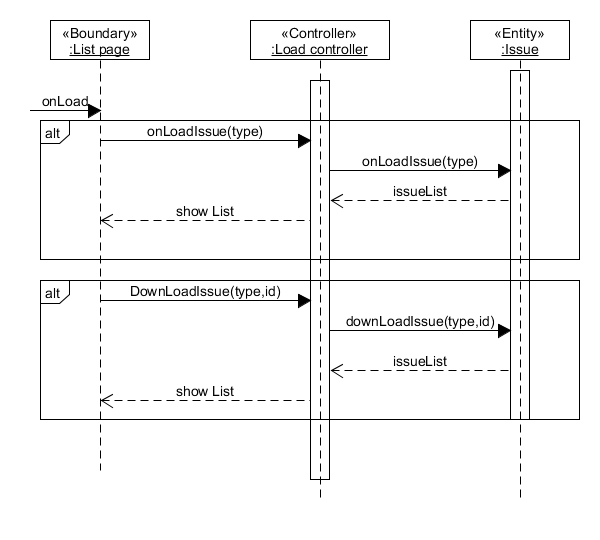 «Boundary»
:List page
«Controller»
:Load controller
«Entity»
:Issue
onLoad
alt
onLoadIssue(type)
onLoadIssue(type)
issueList
show List
alt
DownLoadIssue(type,id)
downLoadIssue(type,id)
issueList
show List